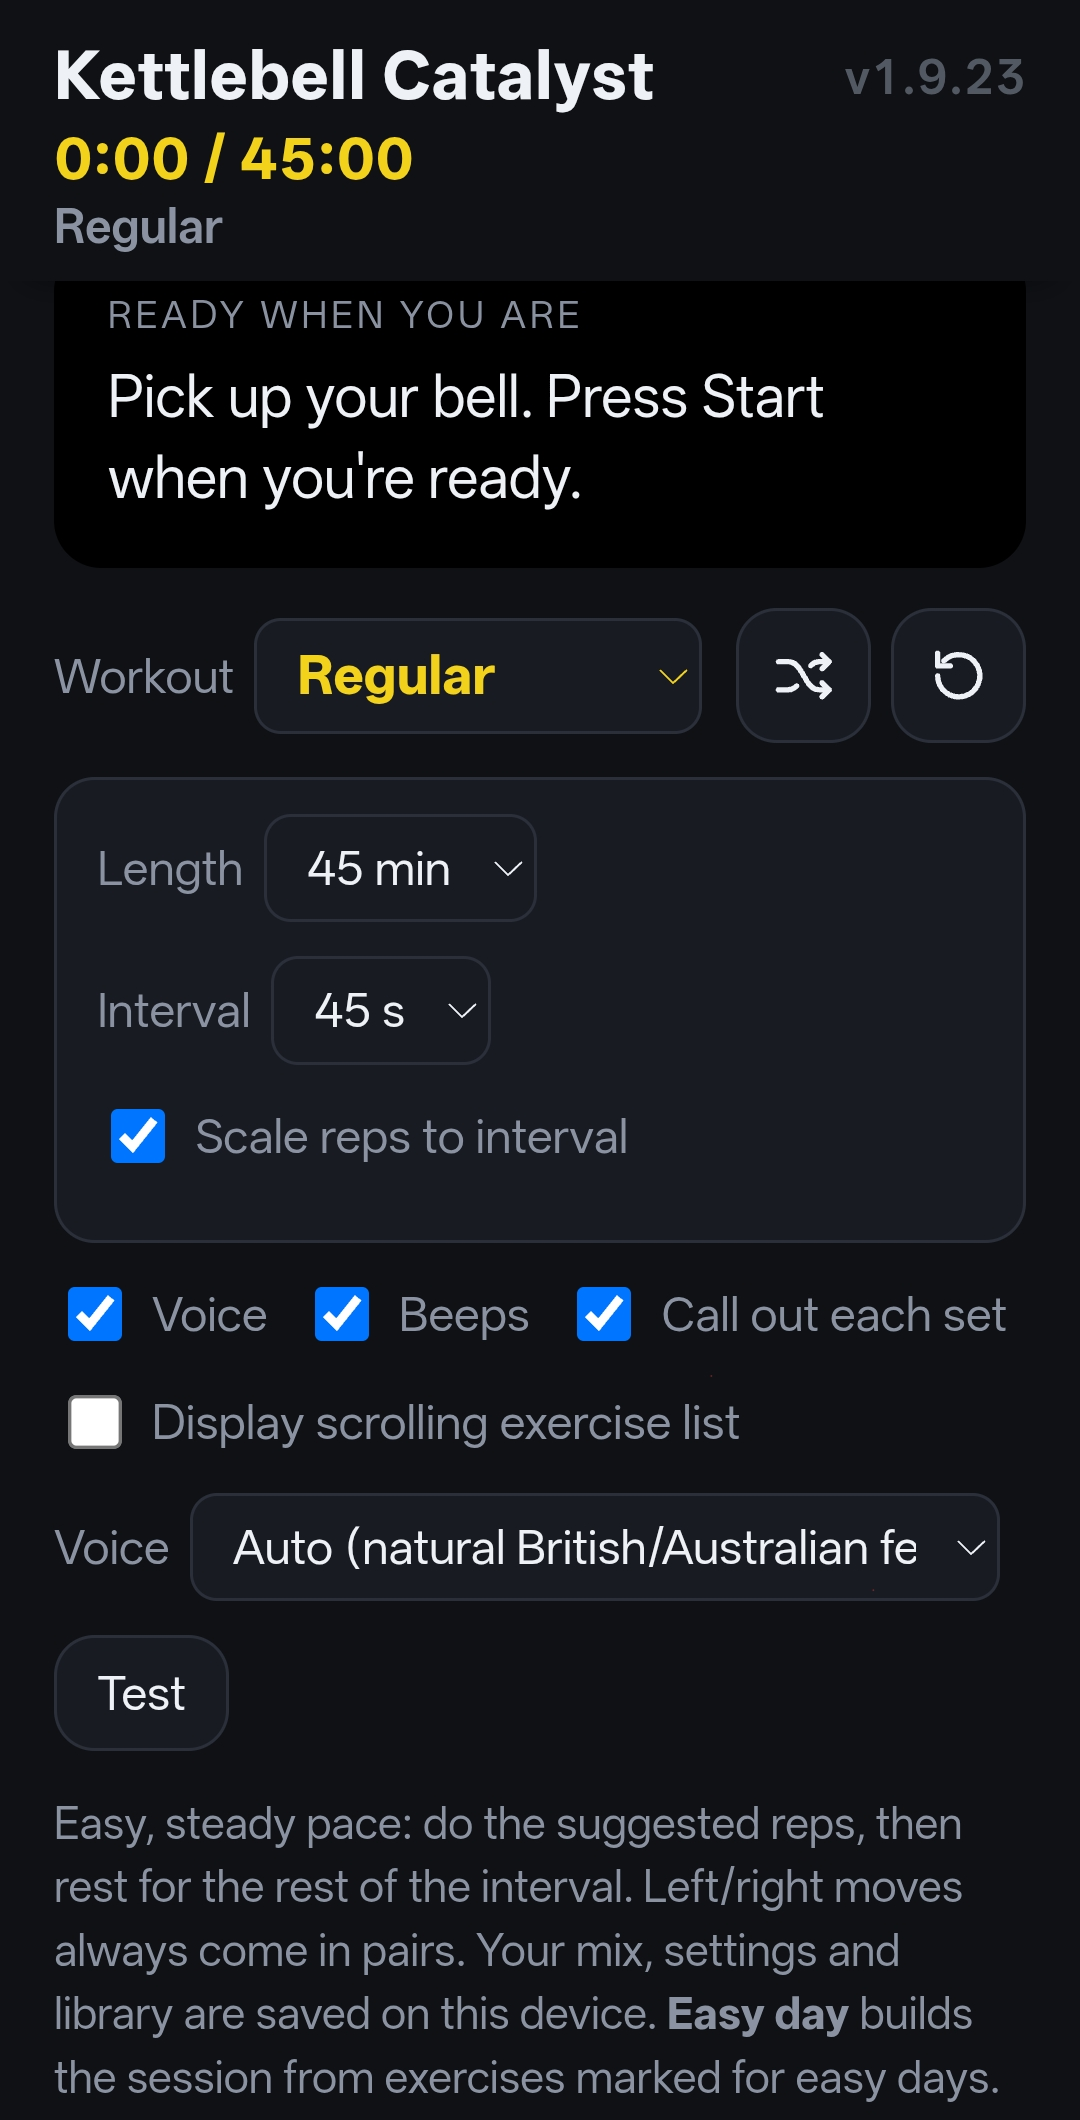 Kettlebell Catalyst v1.9.23
0:00 / 45:00
Regular
READY WHEN YOU ARE
Pick up your bell. Press Start
when you're ready.
Workout Regular
Length 45 min
Interval 45 s
Scale reps to interval
Voice Beeps Call out each set
Display scrolling exercise list
Voice Auto (natural British/Australian fe
Test
Easy, steady pace: do the suggested reps, then
rest for the rest of the interval. Left/right moves
always come in pairs. Your mix, settings and
library are saved on this device. Easy day builds
the session from exercises marked for easy days.